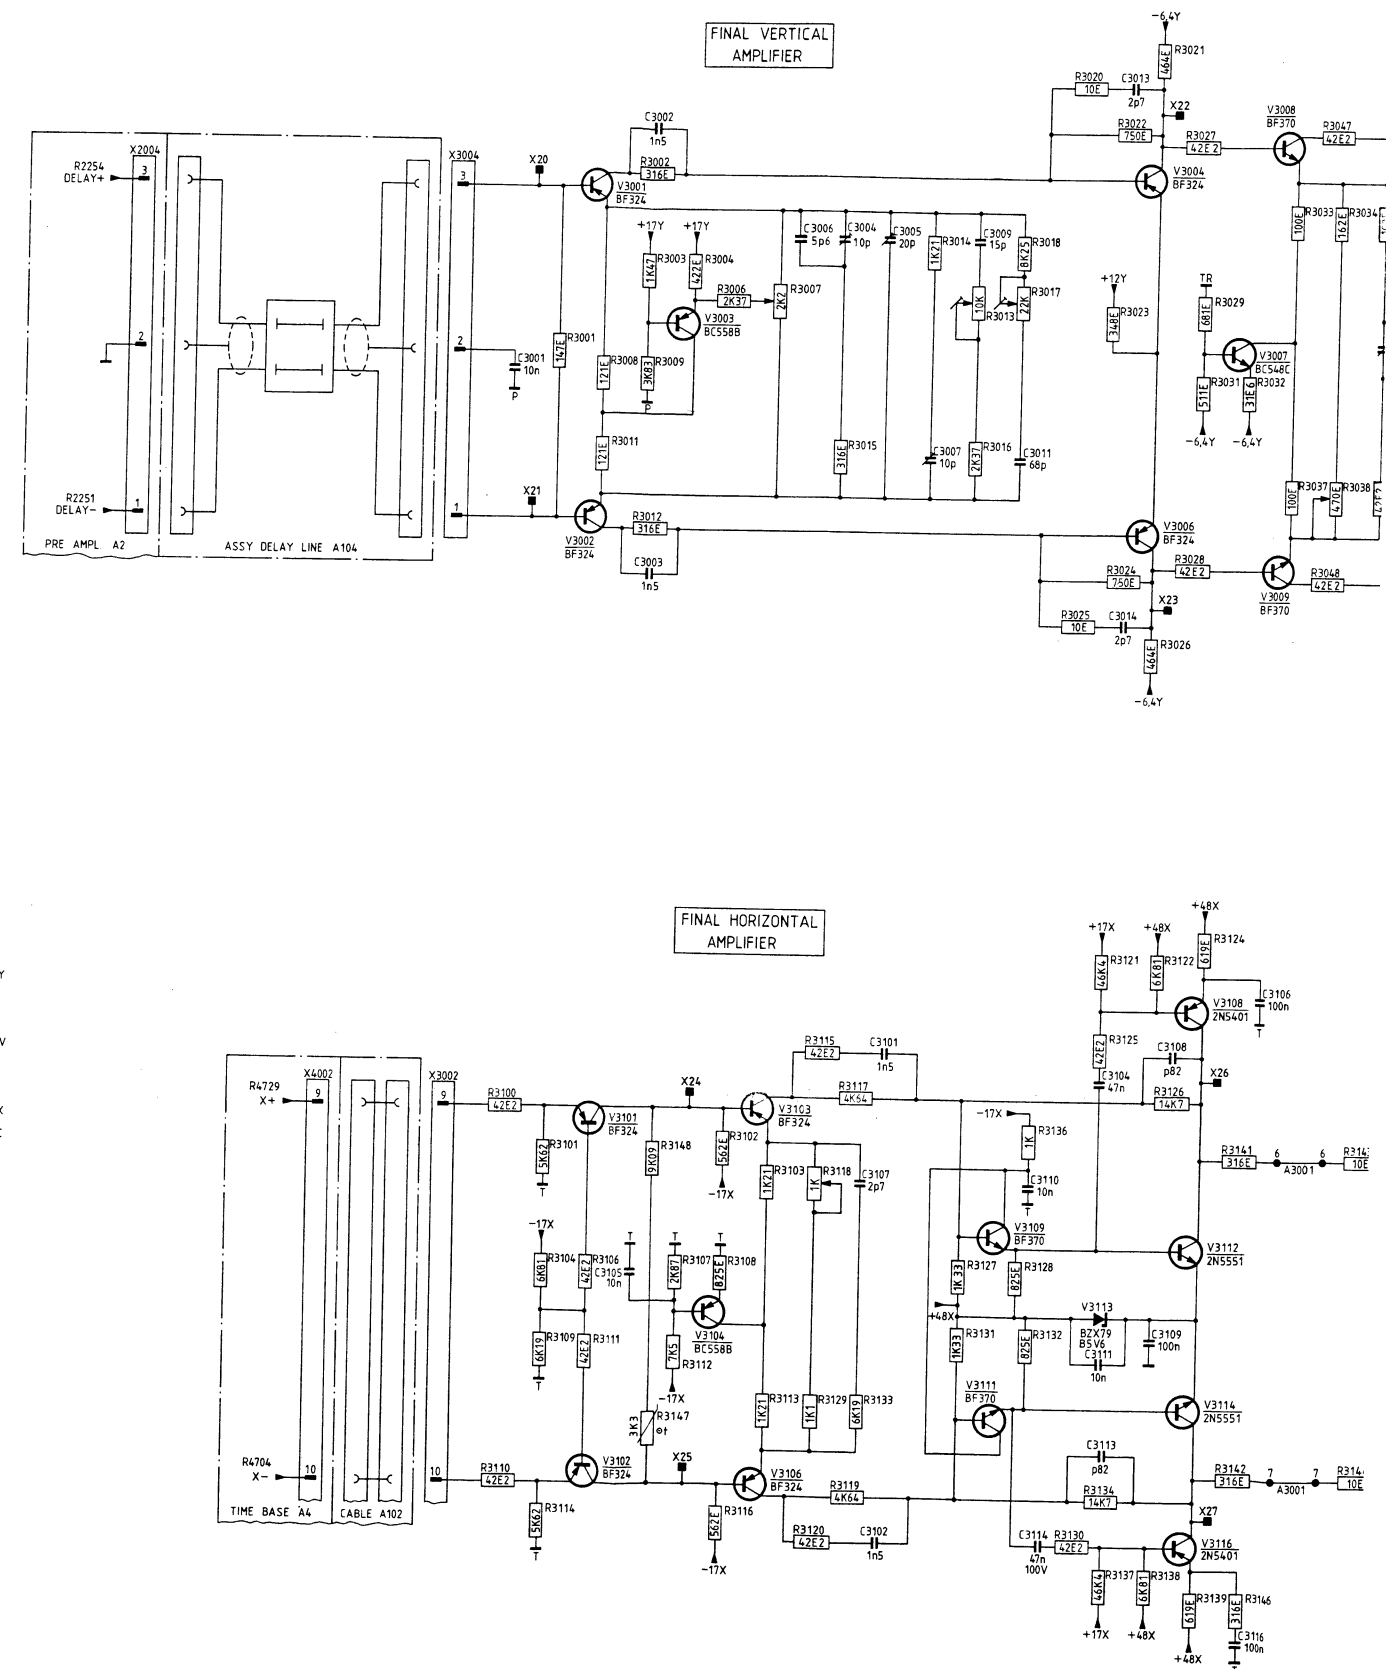 FINAL VERTICAL
AMPLIFIER
-6,4Y
464E R3021
R3020
10E
C3013
2p7
X22
R3022
750E
R3027
42E2
V3008
BF370
R3047
42E2
V3004
BF324
C3002
1n5
R3002
316E
X2004
R2254
DELAY+
3
X3004
3
X20
V3001
BF324
+17Y
+17Y
1K47 R3003
422E R3004
R3006
2K37
R3007
2K2
V3003
BC558B
C3006
5p6
C3004
10p
C3005
20p
R3014
1K21
C3009
15p
R3018
8K25
R3017
22K
10K
R3013
+12Y
R3023
348E
TR
R3029
681E
V3007
BC548C
R3031
511E
R3032
31E6
-6,4Y
-6,4Y
R3033
100E
R3034
162E
2
2
C3001
10n
P
R3001
147E
R3008
121E
R3009
3K83
P
R3011
121E
R3015
316E
C3007
10p
R3016
2K37
C3011
68p
R3037
100E
R3038
470E
R2251
DELAY-
1
1
X21
V3002
BF324
R3012
316E
C3003
1n5
V3006
BF324
R3024
750E
R3028
42E2
V3009
BF370
R3048
42E2
X23
R3025
10E
C3014
2p7
R3026
464E
-6,4Y
PRE AMPL. A2
ASSY DELAY LINE A104
FINAL HORIZONTAL
AMPLIFIER
+48X
+17X
+48X
619E R3124
46K4 R3121
6K81 R3122
C3106
100n
T
V3108
2N5401
R3125
42E2
C3104
47n
C3108
p82
R3126
14K7
X26
R3115
42E2
C3101
1n5
R3117
4K64
X4002
R4729
X+
9
X3002
9
R3100
42E2
X24
V3101
BF324
V3103
BF324
R3101
5K62
T
R3148
9K09
R3102
562E
-17X
R3103
1K21
R3118
1K
C3107
2p7
-17X
R3136
1K
C3110
10n
T
R3141
316E
6
A3001
6
10E
V3109
BF370
V3112
2N5551
-17X
R3104
6K81
R3106
42E2
T
C3105
10n
T
R3107
2K87
T
R3108
825E
V3104
BC558B
R3127
1K33
R3128
825E
+48X
R3131
1K33
R3132
825E
V3113
BZX79
B5V6
C3111
10n
C3109
100n
R3109
6K19
T
R3111
42E2
7K5
R3112
-17X
3K3
R3147
t
R3113
1K21
R3129
1K1
R3133
6K19
V3111
BF370
V3114
2N5551
R4704
X-
10
10
R3110
42E2
V3102
BF324
X25
V3106
BF324
R3119
4K64
C3113
p82
R3134
14K7
R3142
316E
7
A3001
7
10E
X27
R3114
5K62
T
R3116
562E
-17X
R3120
42E2
C3102
1n5
C3114
47n
100V
R3130
42E2
V3116
2N5401
R3137
46K4
R3138
6K81
+17X
+48X
R3139
619E
+48X
R3146
316E
C3116
100n
TIME BASE A4
CABLE A102